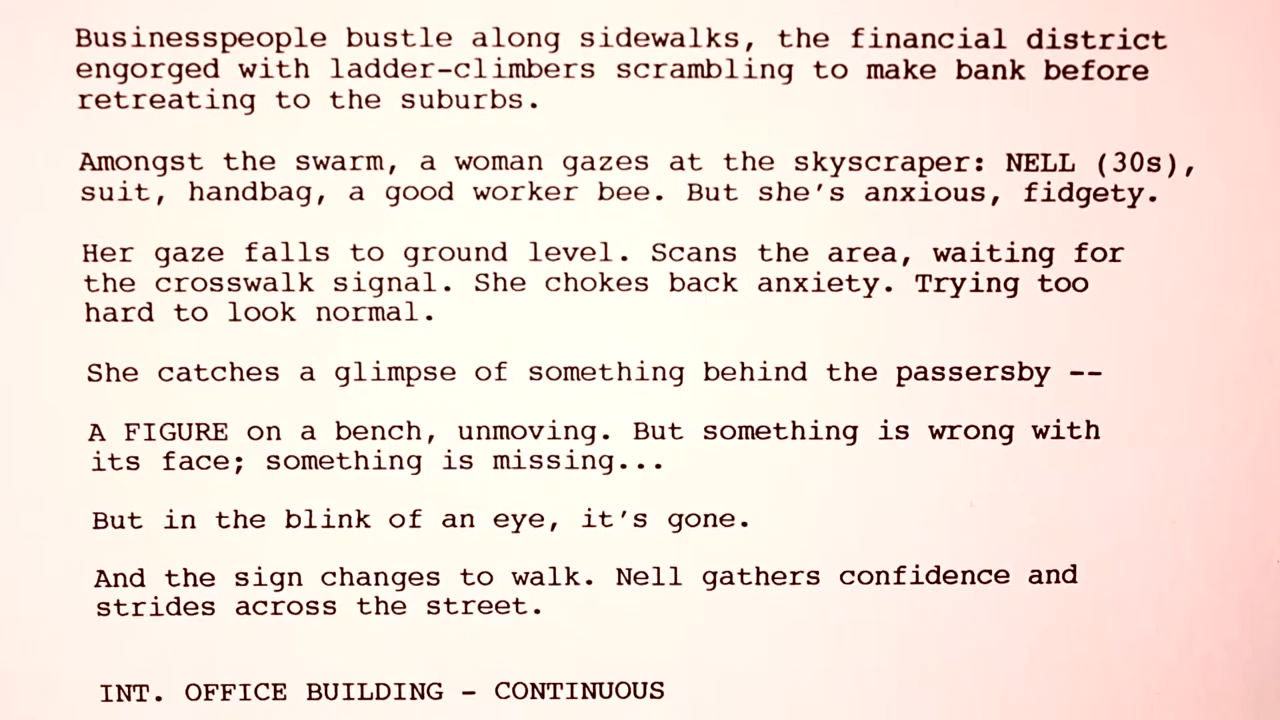 Businesspeople bustle along sidewalks, the financial district
engorged with ladder-climbers scrambling to make bank before
retreating to the suburbs.
Amongst the swarm, a woman gazes at the skyscraper: NELL (30s),
suit, handbag, a good worker bee. But she's anxious, fidgety.
Her gaze falls to ground level. Scans the area, waiting for
the crosswalk signal. She chokes back anxiety. Trying too
hard to look normal.
She catches a glimpse of something behind the passersby --
A FIGURE on a bench, unmoving. But something is wrong with
its face; something is missing...
But in the blink of an eye, it's gone.
And the sign changes to walk. Nell gathers confidence and
strides across the street.
INT. OFFICE BUILDING - CONTINUOUS